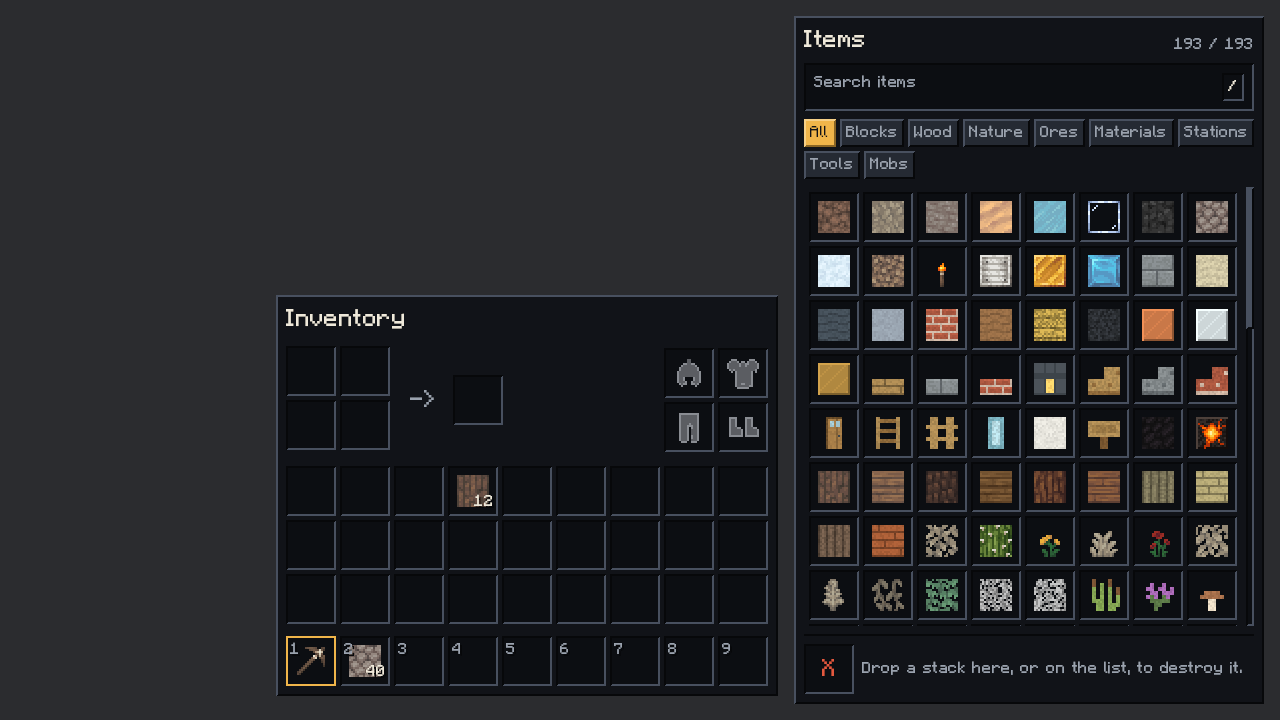 Items
193 / 193
Search items
/
All
Blocks
Wood
Nature
Ores
Materials
Stations
Tools
Mobs
Inventory
->
12
1
2
40
3
4
5
6
7
8
9
X
Drop a stack here, or on the list, to destroy it.